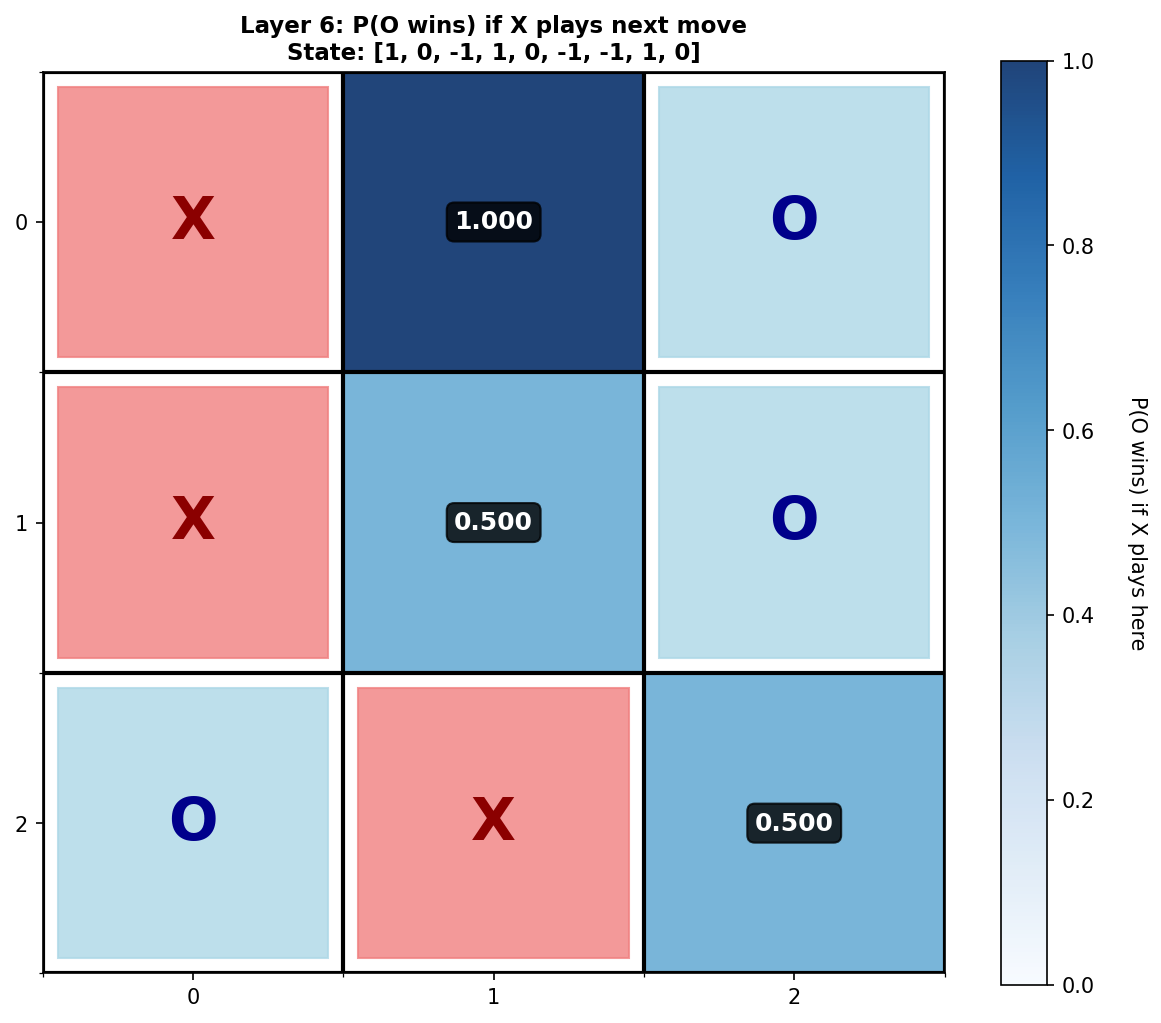 Layer 6: P(O wins) if X plays next move
State: [1, 0, -1, 1, 0, -1, -1, 1, 0]
X 1.000 O
X 0.500 O
O X 0.500
0
1
2
0 1 2
1.0
0.8
0.6
0.4
0.2
0.0
P(O wins) if X plays here